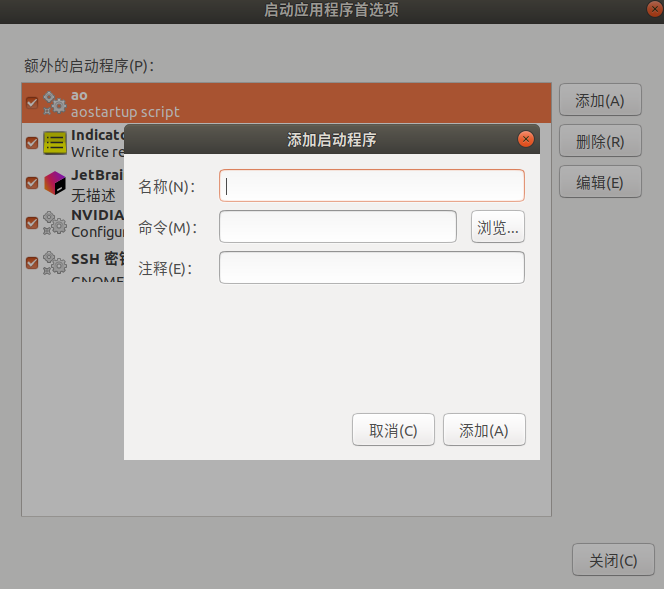 启动应用程序首选项
额外的启动程序(P)：
ao
aostartup script
添加(A)
Indicato
Write re
删除(R)
JetBrai
无描述
编辑(E)
NVIDIA
Configu
SSH 密
GNOME
添加启动程序
名称(N)：
命令(M)：
浏览...
注释(E)：
取消(C)
添加(A)
关闭(C)